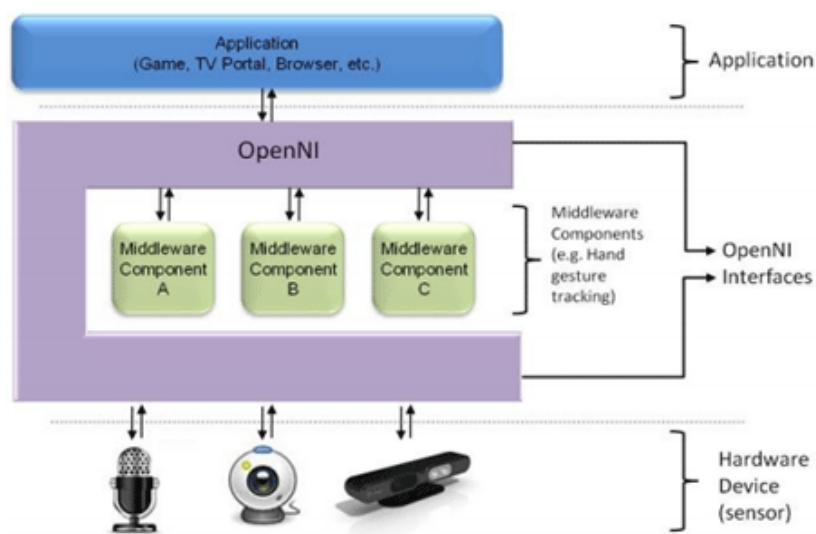 Application
(Game, TV Portal, Browser, etc.)
Application
OpenNI
Middleware
Component
A
Middleware
Component
B
Middleware
Component
C
Middleware
Components
(e.g. Hand
gesture
tracking)
OpenNI
Interfaces
Hardware
Device
(sensor)